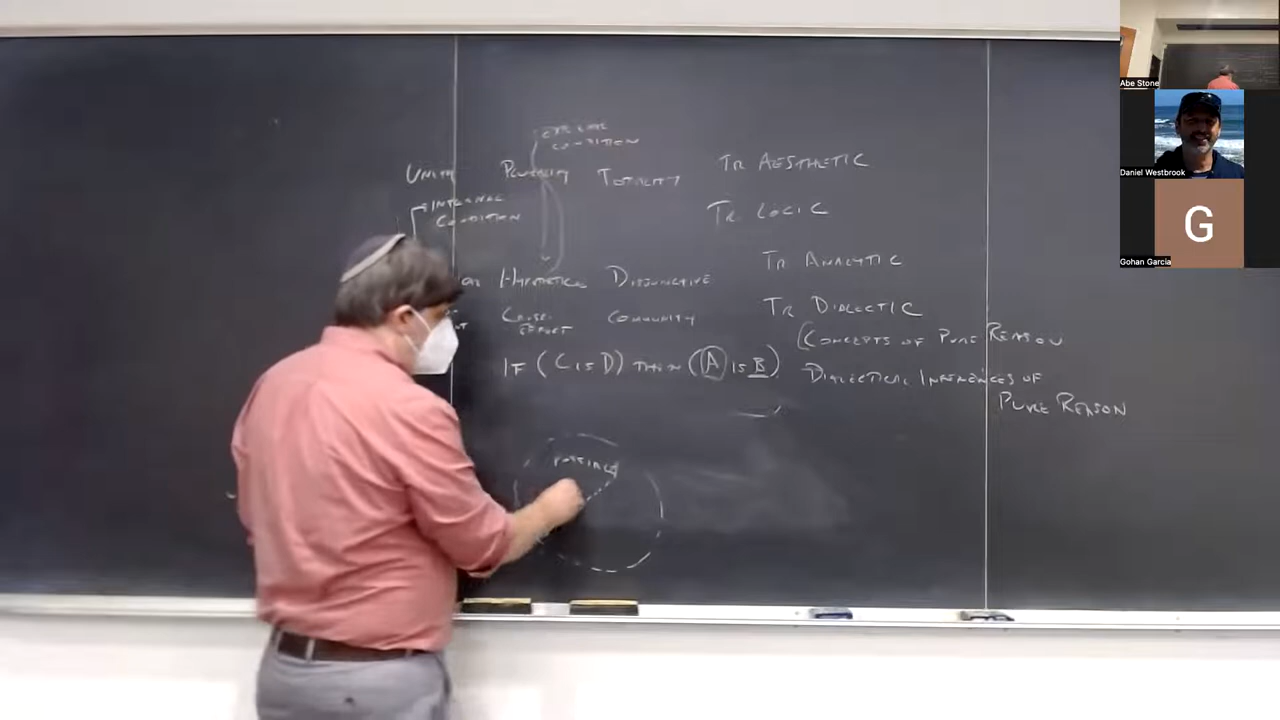 EXTERNAL
CONDITION
UNITY PLURALITY TOTALITY
INTERNAL
CONDITION
HYPOTHETICAL DISJUNCTIVE
CAUSE- COMMUNITY
EFFECT
IF (C IS D) THEN (A IS B)
TR AESTHETIC
TR LOGIC
TR ANALYTIC
TR DIALECTIC
(CONCEPTS OF PURE REASON
DIALECTICAL INFERENCES OF
PURE REASON
Abe Stone
Daniel Westbrook
G
Gohan Garcia